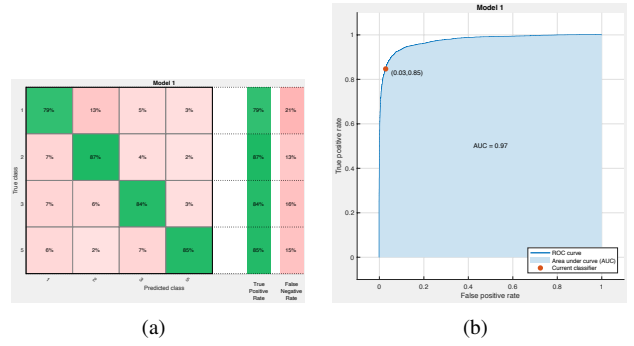 Model 1
1 79% 13% 5% 3% 79% 21%
2 7% 87% 4% 2% 87% 13%
3 7% 6% 84% 3% 84% 16%
5 6% 2% 7% 85% 85% 15%
True class
1 2 3 5
Predicted class
True Positive Rate
False Negative Rate
(a)
Model 1
1
0.8
0.6
0.4
0.2
0
True positive rate
(0.03,0.85)
AUC = 0.97
ROC curve
Area under curve (AUC)
Current classifier
0 0.2 0.4 0.6 0.8 1
False positive rate
(b)